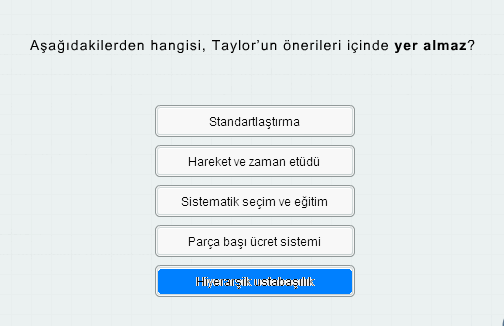 Aşağıdakilerden hangisi, Taylor'un önerileri içinde yer almaz?
Standartlaştırma
Hareket ve zaman etüdü
Sistematik seçim ve eğitim
Parça başı ücret sistemi
Hiyerarşik ustabaşılık